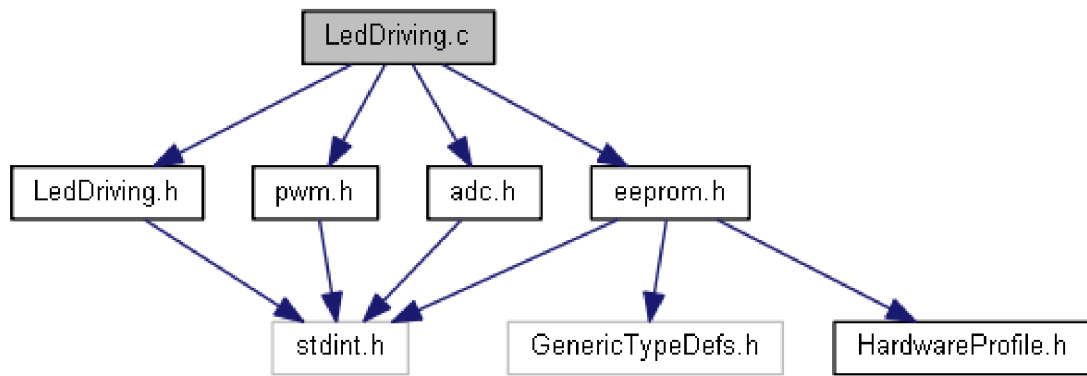 LedDriving.c
LedDriving.h
pwm.h
adc.h
eeprom.h
stdint.h
GenericTypeDefs.h
HardwareProfile.h